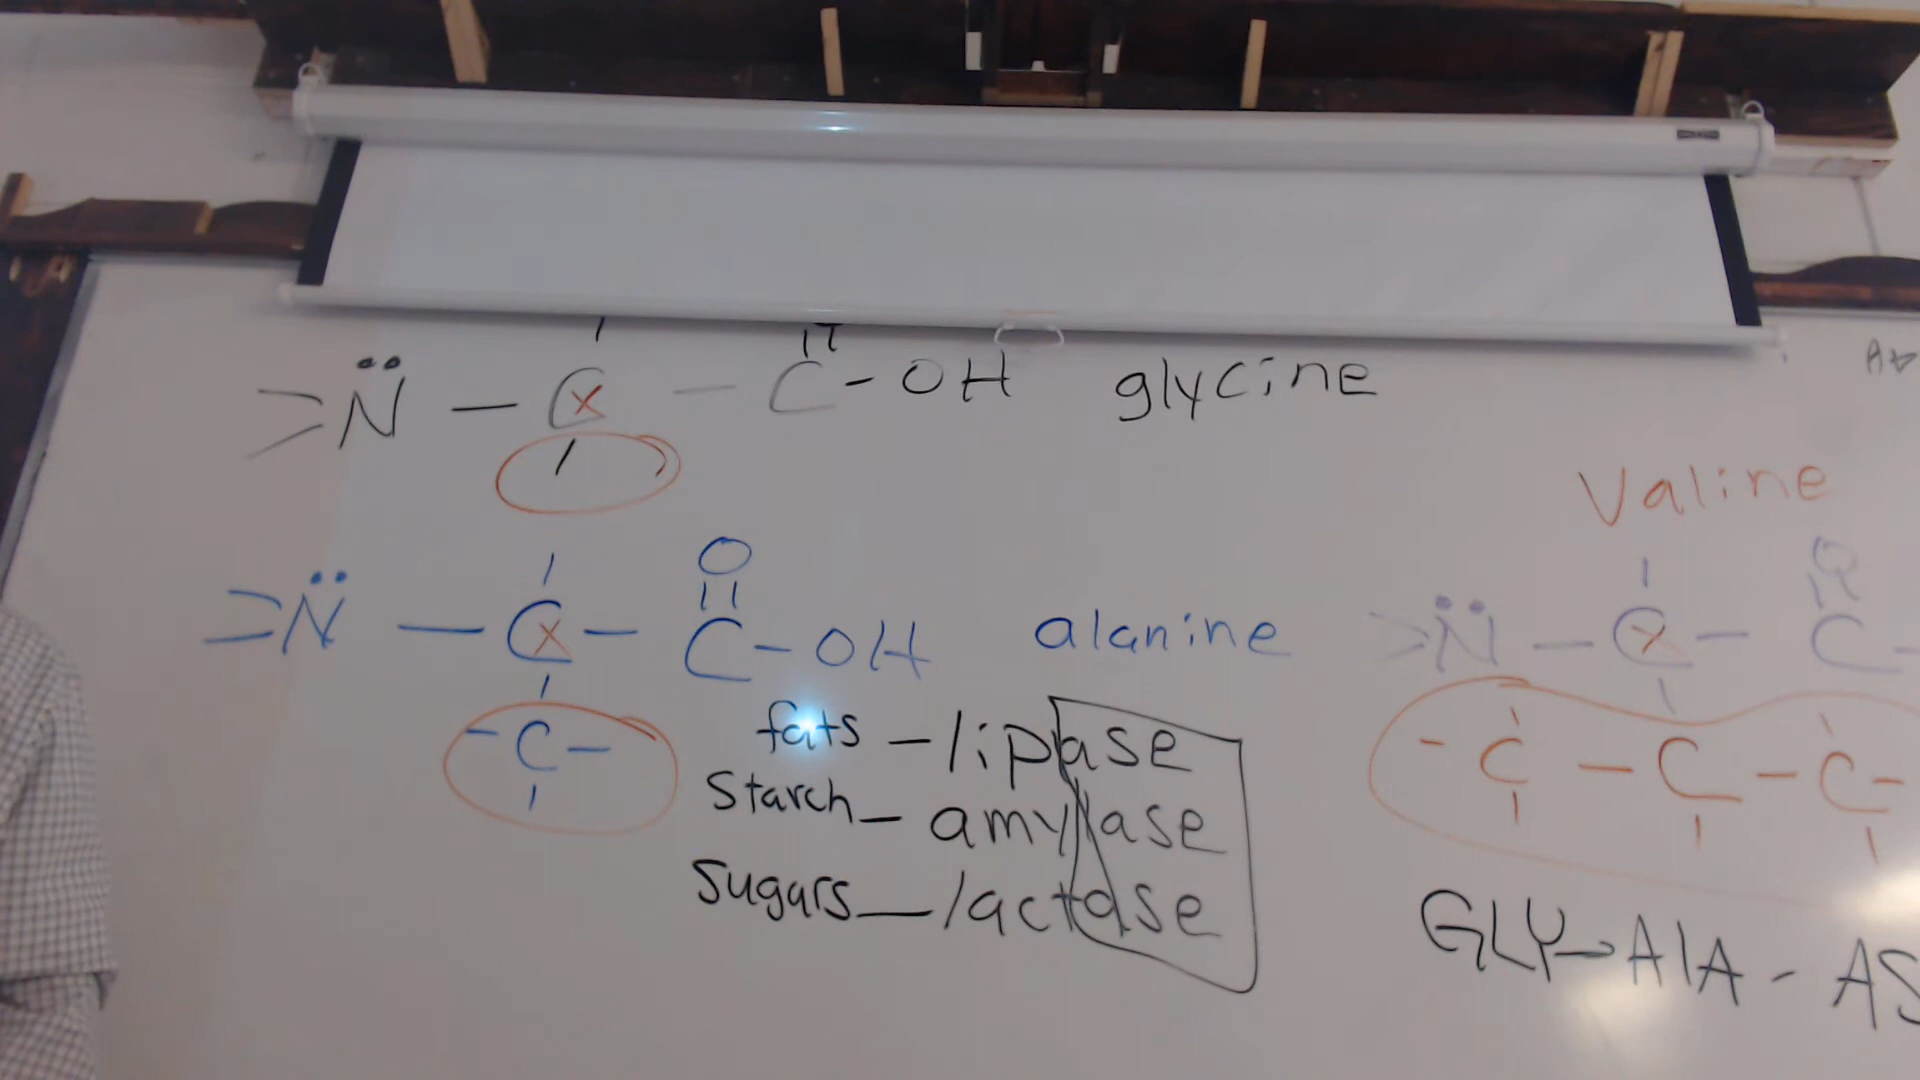 N̈ — C — C - OH glycine
Valine
O
O
N̈ — C — C - OH alanine
N̈ — C — C -
- C -
fats — lipase
- C — C — C -
Starch — amylase
Sugars — lactase
GLY - AlA - AS